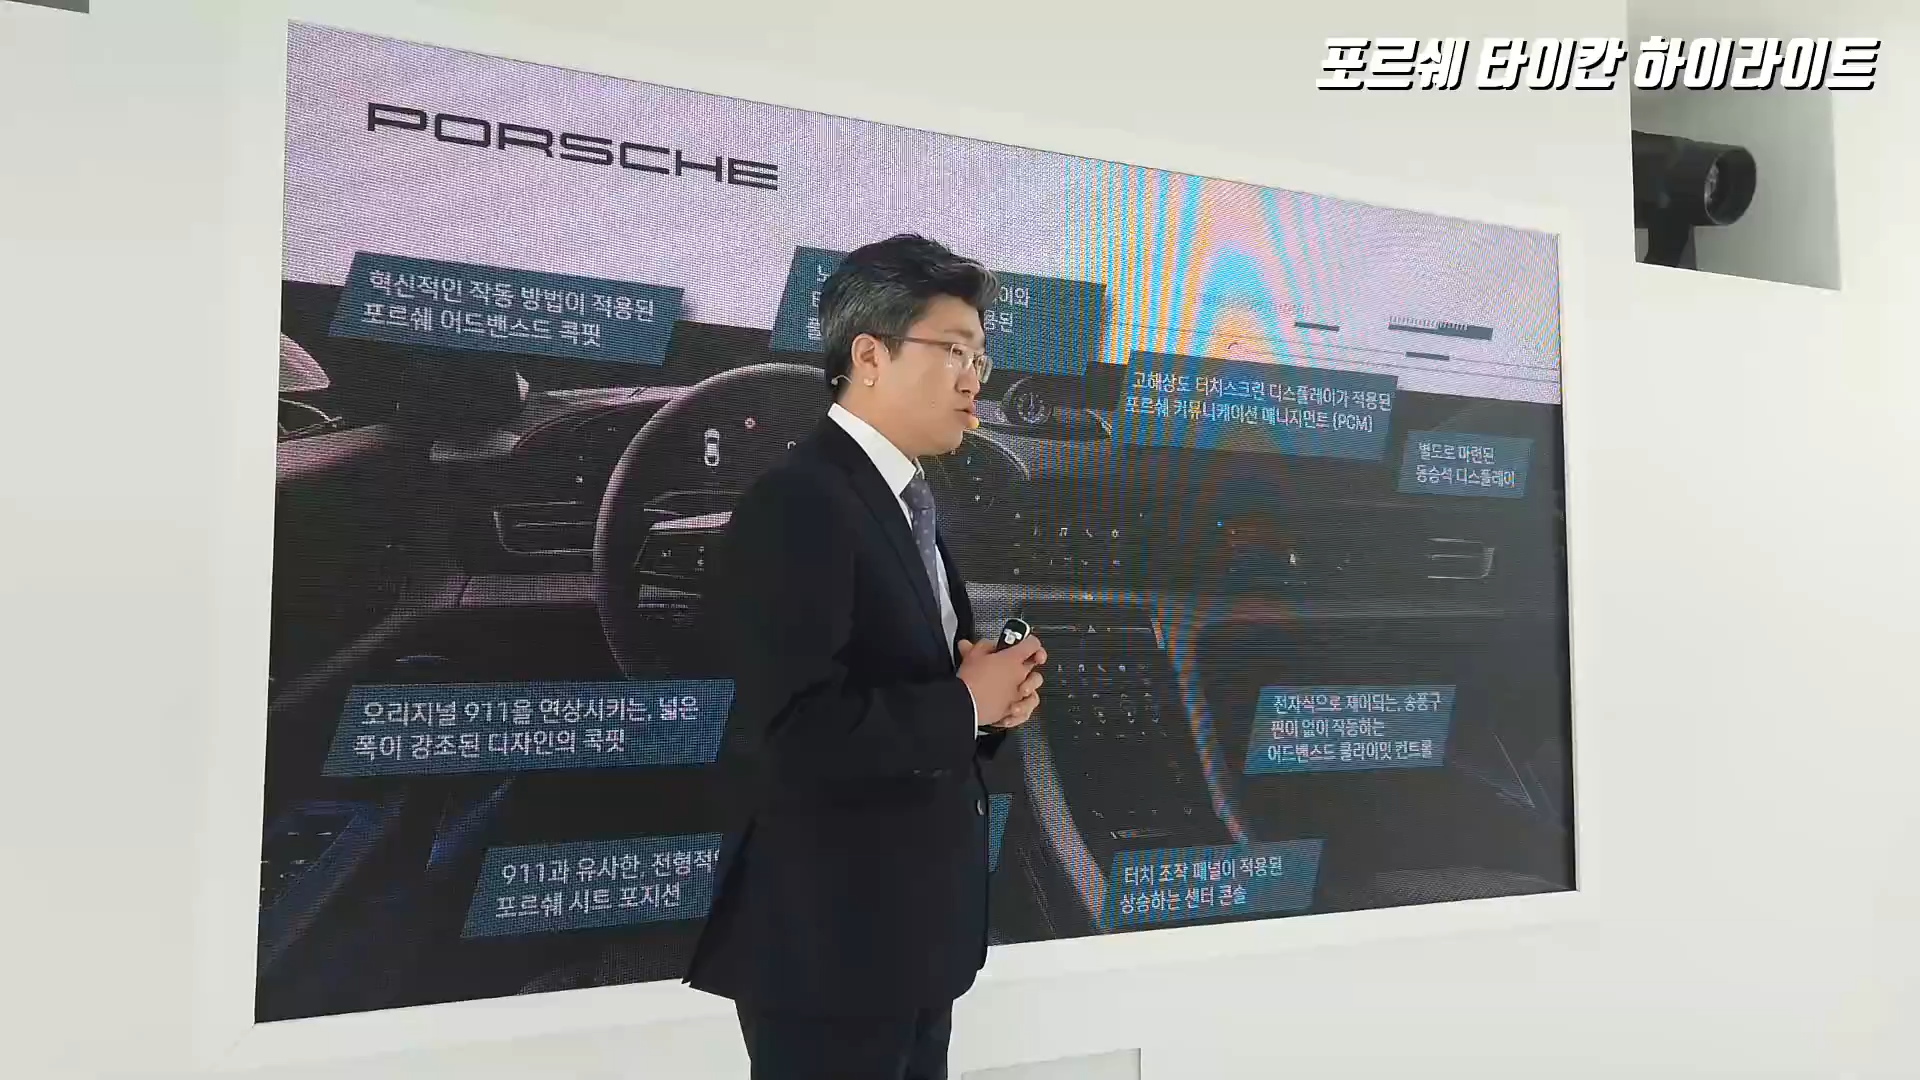 포르쉐 타이칸 하이라이트
PORSCHE
혁신적인 작동 방법이 적용된
포르쉐 어드밴스드 콕핏
고해상도 터치스크린 디스플레이가 적용된
포르쉐 커뮤니케이션 매니지먼트 (PCM)
별도로 마련된
동승석 디스플레이
오리지널 911을 연상시키는, 넓은
폭이 강조된 디자인의 콕핏
전자식으로 제어되는, 송풍구
핀이 없이 작동하는
어드밴스드 클라이밋 컨트롤
911과 유사한, 전형적
포르쉐 시트 포지션
터치 조작 패널이 적용된
상승하는 센터 콘솔